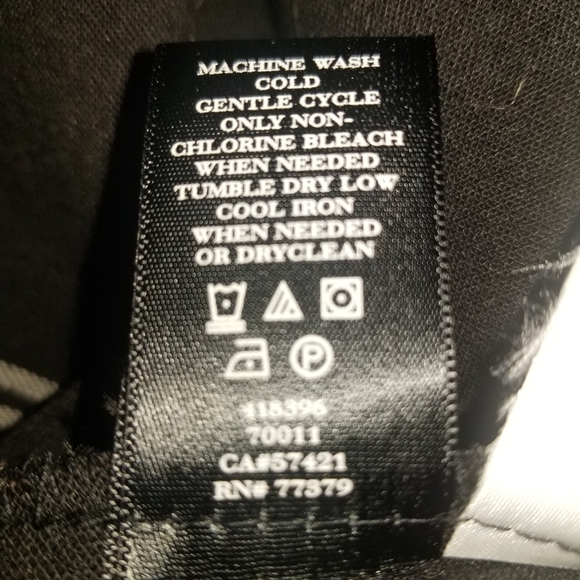 MACHINE WASH
COLD
GENTLE CYCLE
ONLY NON-
CHLORINE BLEACH
WHEN NEEDED
TUMBLE DRY LOW
COOL IRON
WHEN NEEDED
OR DRYCLEAN
P
418396
70011
CA#57421
RN# 77379